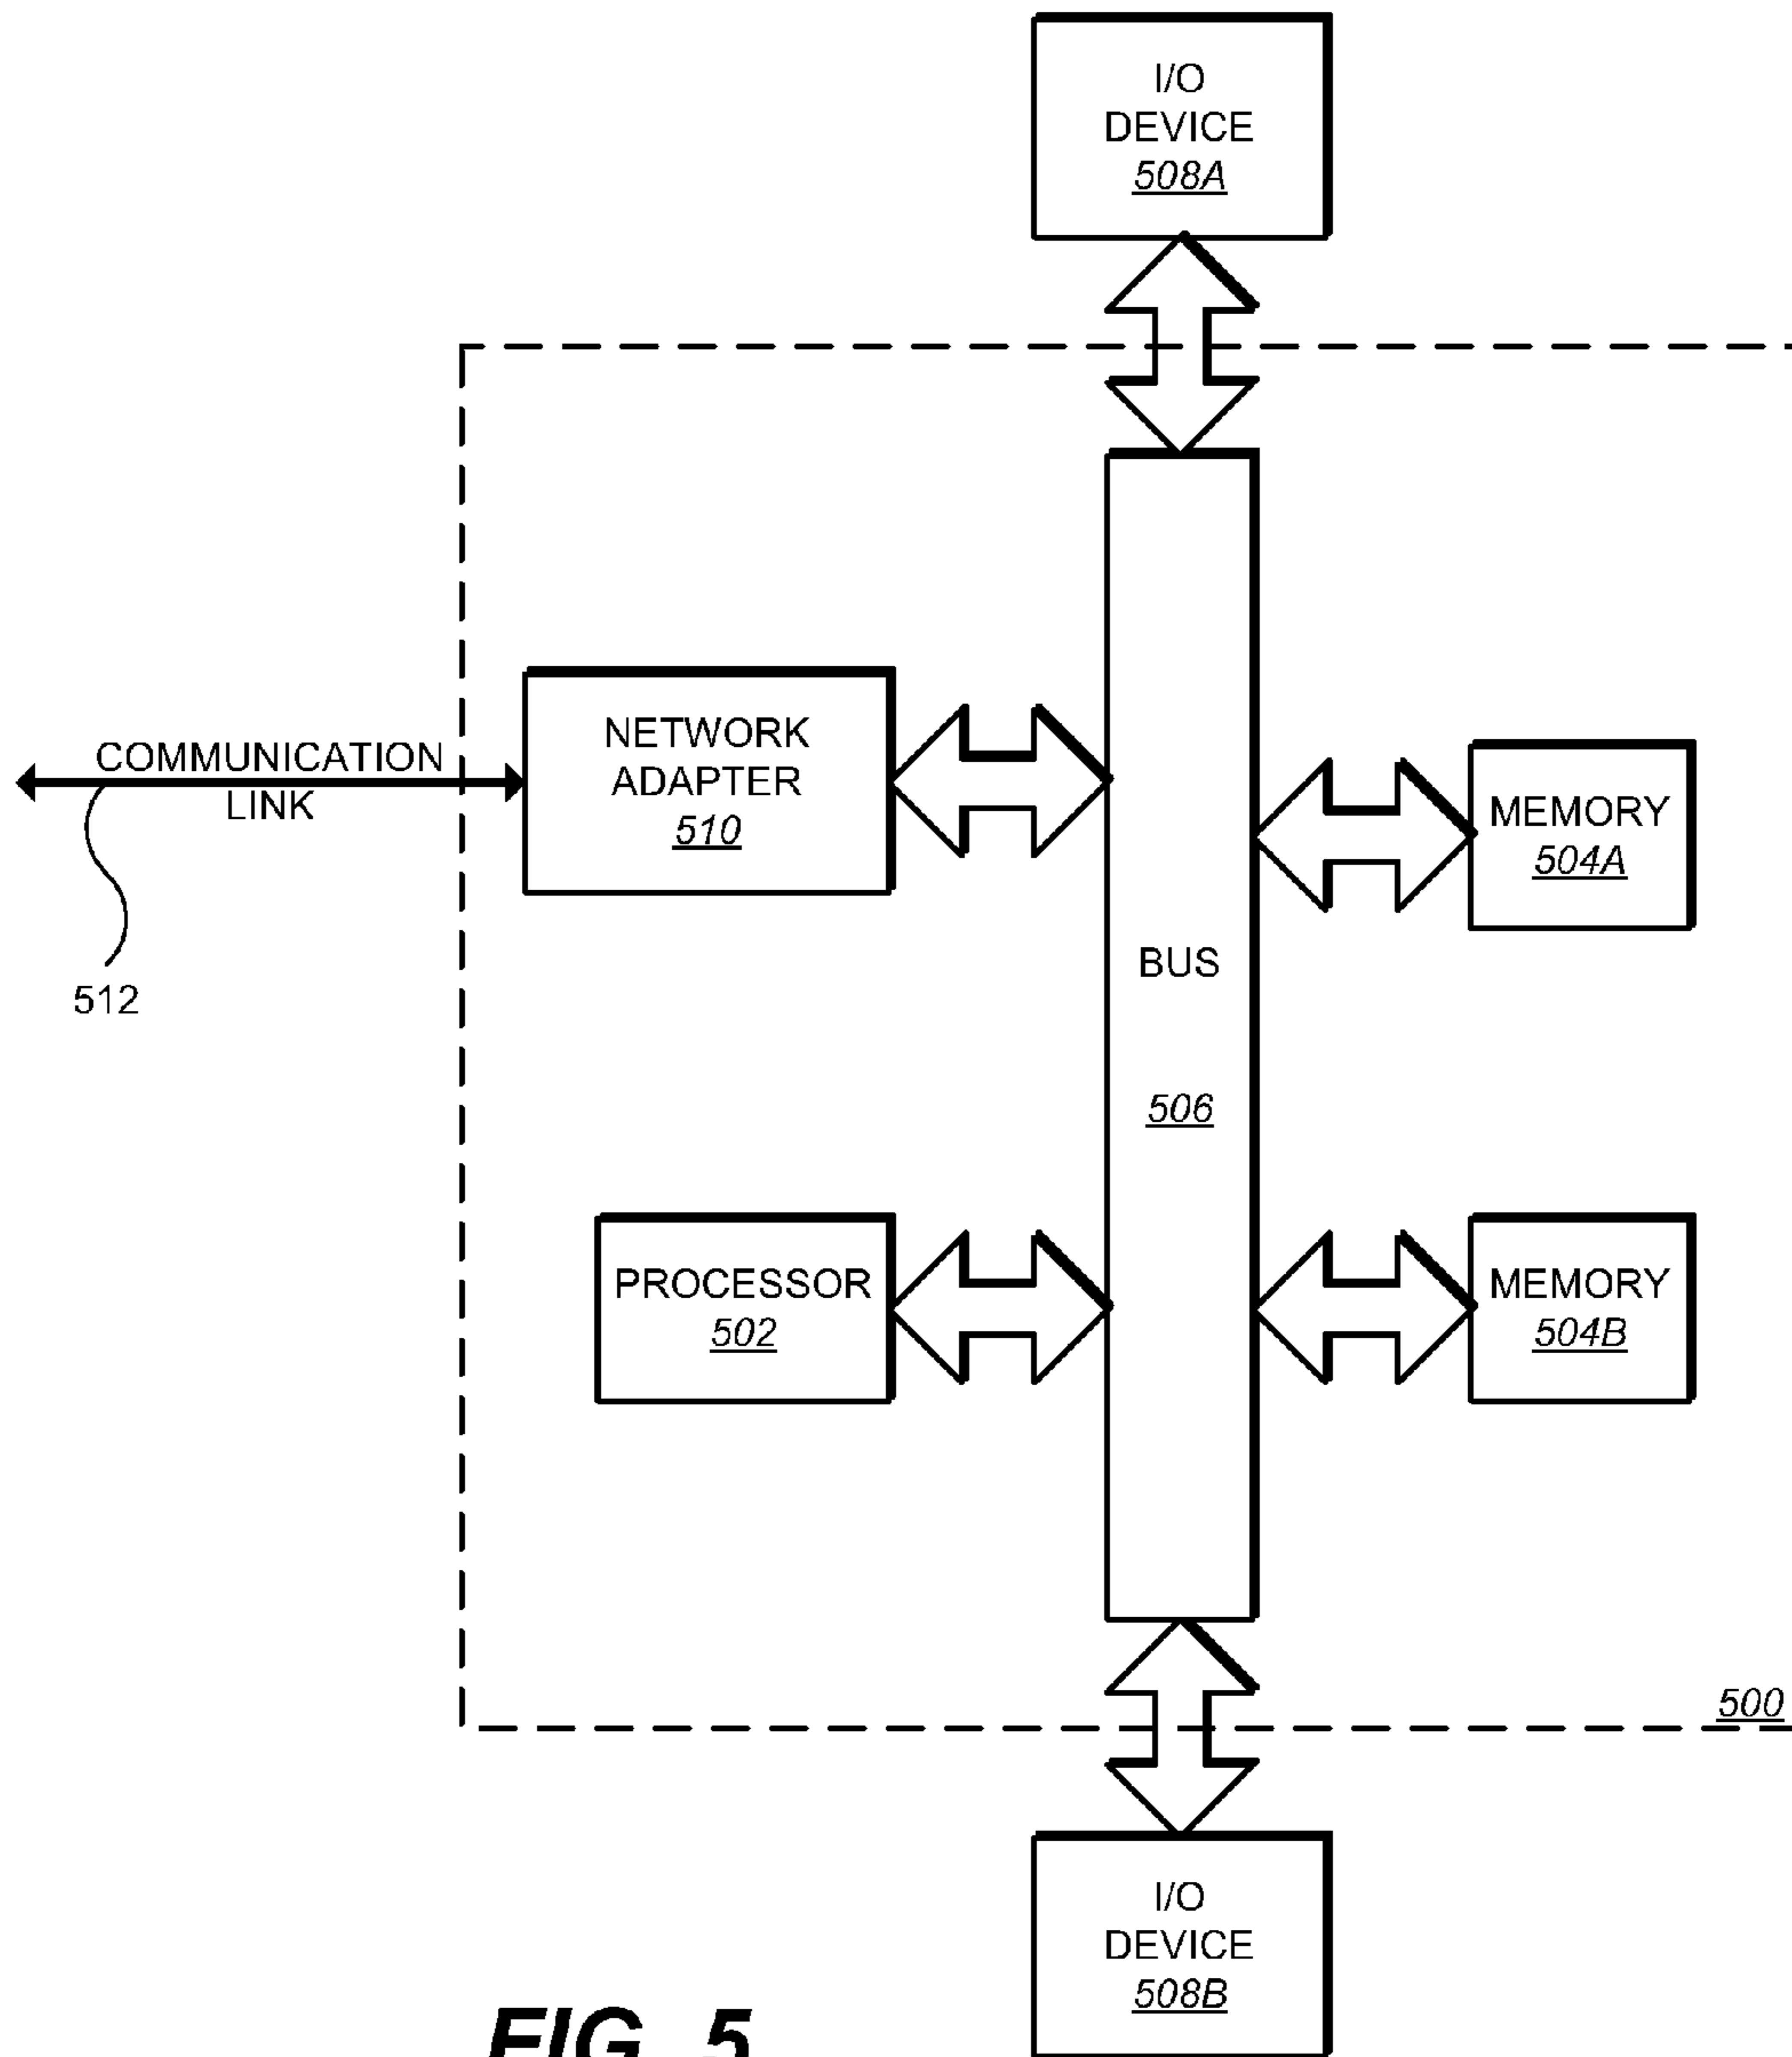 I/O
DEVICE
508A
COMMUNICATION
LINK
512
NETWORK
ADAPTER
510
MEMORY
504A
BUS
506
PROCESSOR
502
MEMORY
504B
500
I/O
DEVICE
508B
FIG. 5